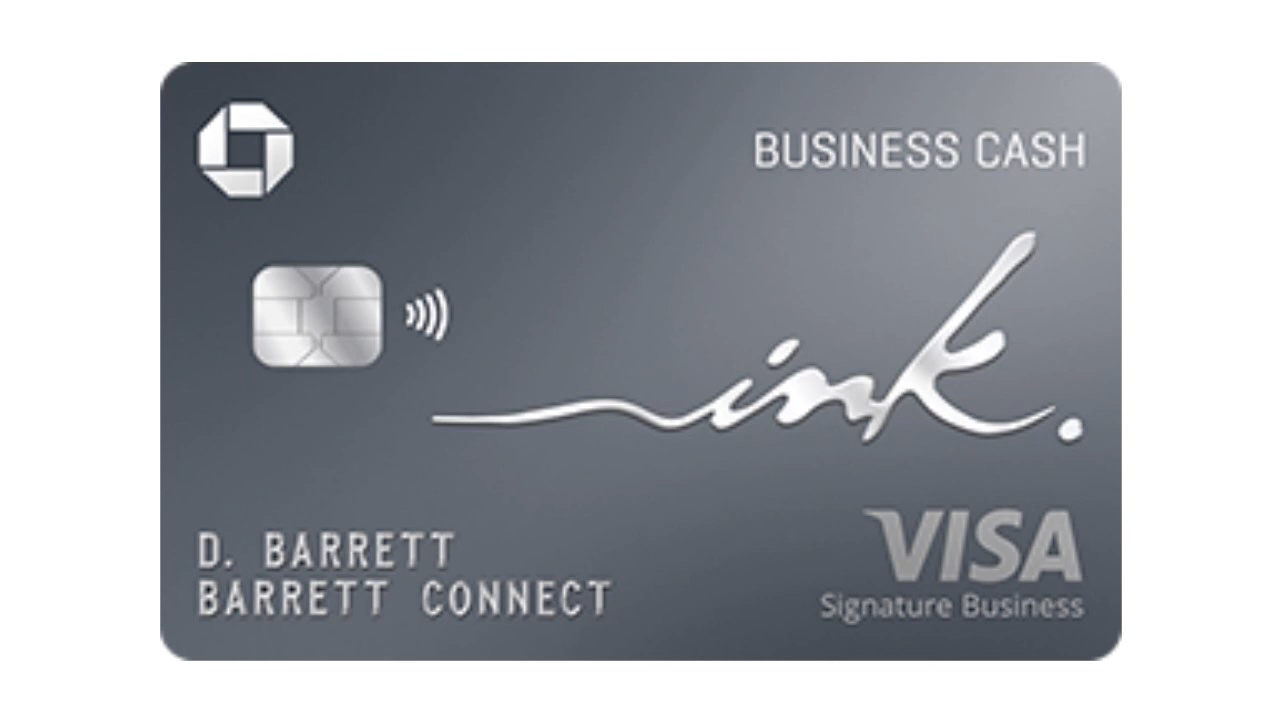 BUSINESS CASH
ink.
D. BARRETT
BARRETT CONNECT
VISA
Signature Business